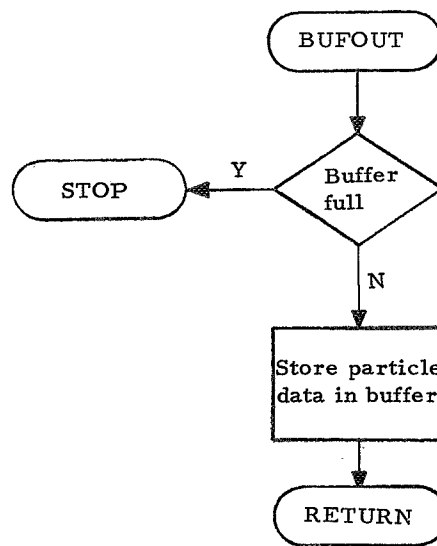 BUFOUT
Y
STOP
Buffer
full
N
Store particle
data in buffer
RETURN